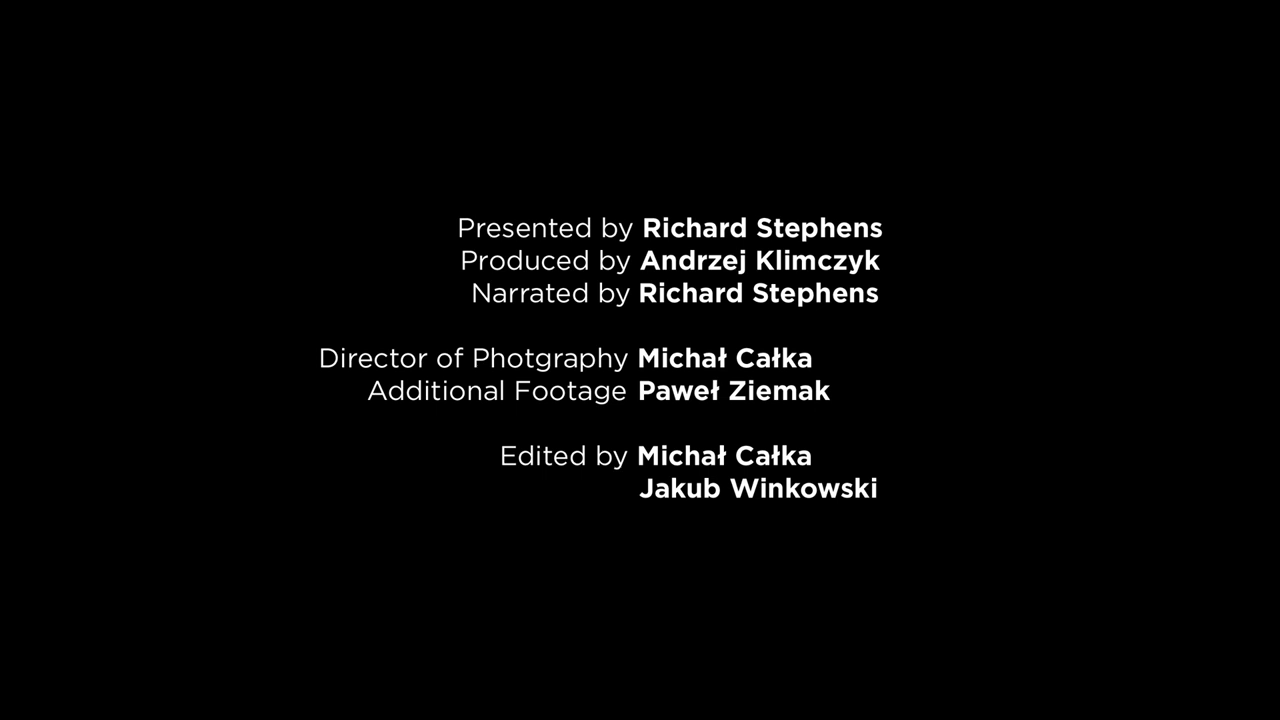 Presented by Richard Stephens
Produced by Andrzej Klimczyk
Narrated by Richard Stephens
Director of Photgraphy Michał Całka
Additional Footage Paweł Ziemak
Edited by Michał Całka
Jakub Winkowski